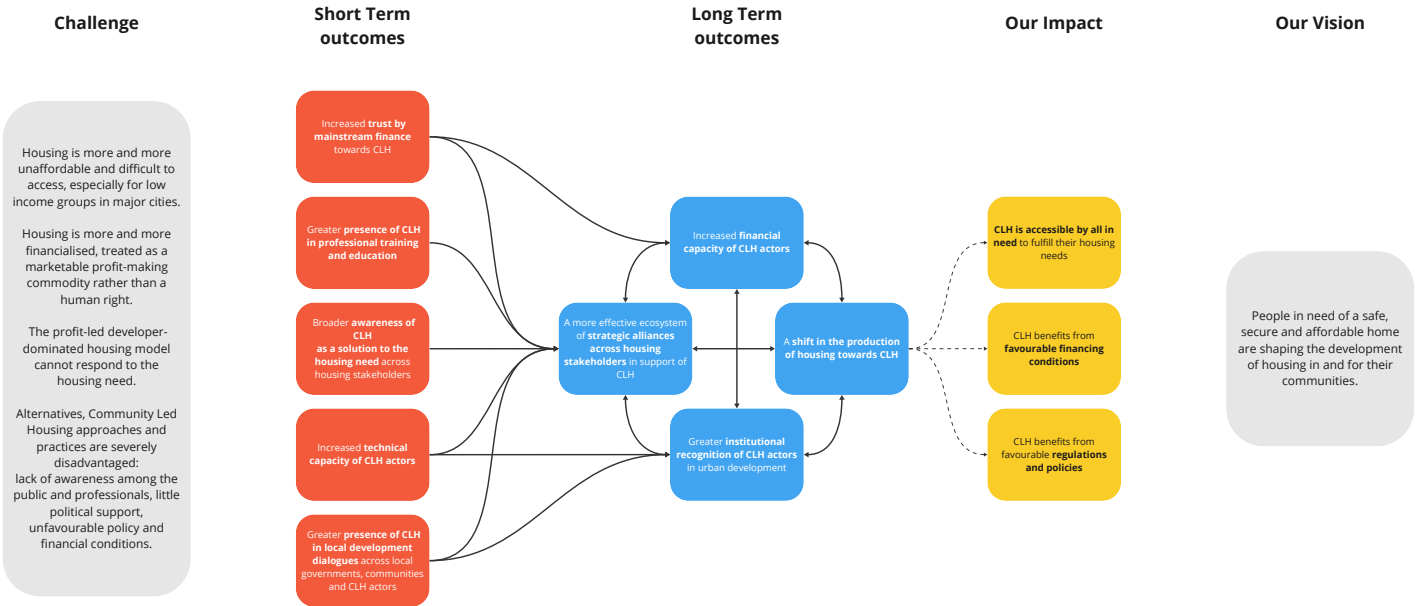 Challenge
Short Term
outcomes
Long Term
outcomes
Our Impact
Our Vision
Housing is more and more
unaffordable and difficult to
access, especially for low
income groups in major cities.
Housing is more and more
financialised, treated as a
marketable profit-making
commodity rather than a
human right.
The profit-led developer-
dominated housing model
cannot respond to the
housing need.
Alternatives, Community Led
Housing approaches and
practices are severely
disadvantaged:
lack of awareness among the
public and professionals, little
political support,
unfavourable policy and
financial conditions.
Increased trust by
mainstream finance
towards CLH
Greater presence of CLH
in professional training
and education
Broader awareness of
CLH
as a solution to the
housing need across
housing stakeholders
Increased technical
capacity of CLH actors
Greater presence of CLH
in local development
dialogues across local
governments, communities
and CLH actors
Increased financial
capacity of CLH actors
A more effective ecosystem
of strategic alliances
across housing
stakeholders in support of
CLH
A shift in the production
of housing towards CLH
Greater institutional
recognition of CLH actors
in urban development
CLH is accessible by all in
need to fulfill their housing
needs
CLH benefits from
favourable financing
conditions
CLH benefits from
favourable regulations
and policies
People in need of a safe,
secure and affordable home
are shaping the development
of housing in and for their
communities.